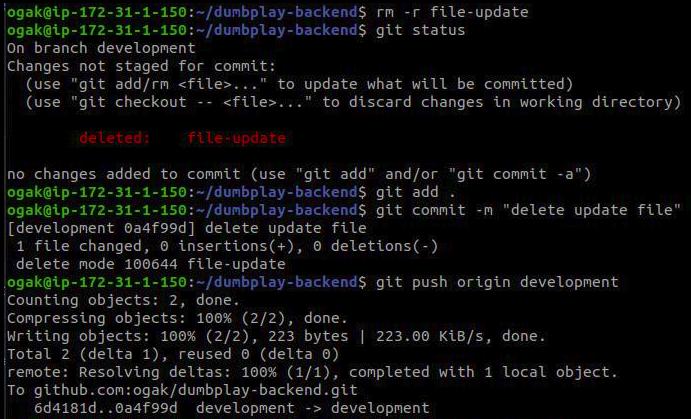 ogak@ip-172-31-1-150:~/dumbplay-backend$ rm -r file-update
ogak@ip-172-31-1-150:~/dumbplay-backend$ git status
On branch development
Changes not staged for commit:
  (use "git add/rm <file>..." to update what will be committed)
  (use "git checkout -- <file>..." to discard changes in working directory)

        deleted:    file-update

no changes added to commit (use "git add" and/or "git commit -a")
ogak@ip-172-31-1-150:~/dumbplay-backend$ git add .
ogak@ip-172-31-1-150:~/dumbplay-backend$ git commit -m "delete update file"
[development 0a4f99d] delete update file
 1 file changed, 0 insertions(+), 0 deletions(-)
 delete mode 100644 file-update
ogak@ip-172-31-1-150:~/dumbplay-backend$ git push origin development
Counting objects: 2, done.
Compressing objects: 100% (2/2), done.
Writing objects: 100% (2/2), 223 bytes | 223.00 KiB/s, done.
Total 2 (delta 1), reused 0 (delta 0)
remote: Resolving deltas: 100% (1/1), completed with 1 local object.
To github.com:ogak/dumbplay-backend.git
   6d4181d..0a4f99d  development -> development